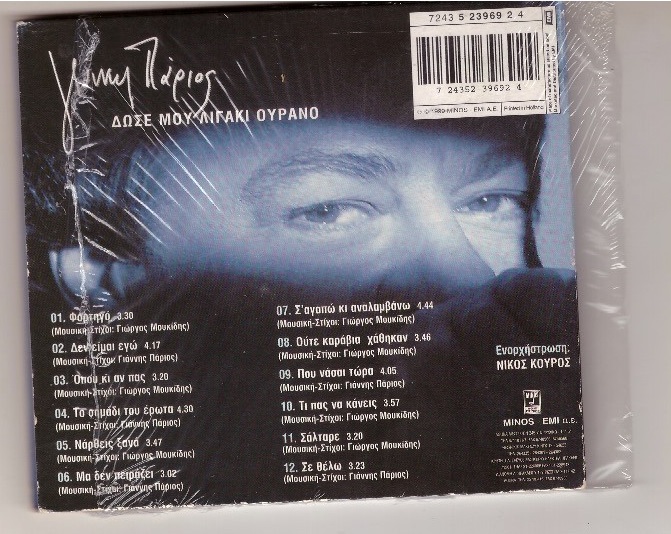 7243 5 23969 2 4
7 24352 39692 4
℗ © 1999 MINOS - EMI A.E. Printed in Holland
Γιάννης Πάριος
ΔΩΣΕ ΜΟΥ ΛΙΓΑΚΙ ΟΥΡΑΝΟ
01. Φορτηγό 3.30
(Μουσική-Στίχοι: Γιώργος Μουκίδης)
02. Δεν είμαι εγώ 4.17
(Μουσική-Στίχοι: Γιάννης Πάριος)
03. Όπου κι αν πας 3.20
(Μουσική-Στίχοι: Γιώργος Μουκίδης)
04. Το σημάδι του έρωτα 4.30
(Μουσική-Στίχοι: Γιάννης Πάριος)
05. Νάρθεις ξανά 3.47
(Μουσική-Στίχοι: Γιώργος Μουκίδης)
06. Μα δεν πειράζει 3.02
(Μουσική-Στίχοι: Γιάννης Πάριος)
07. Σ'αγαπώ κι αναλαμβάνω 4.44
(Μουσική-Στίχοι: Γιώργος Μουκίδης)
08. Ούτε καράβια χάθηκαν 3.46
(Μουσική-Στίχοι: Γιώργος Μουκίδης)
09. Που νάσαι τώρα 4.05
(Μουσική-Στίχοι: Γιάννης Πάριος)
10. Τι πας να κάνεις 3.57
(Μουσική-Στίχοι: Γιώργος Μουκίδης)
11. Σάλταρε 3.20
(Μουσική-Στίχοι: Γιώργος Μουκίδης)
12. Σε θέλω 3.23
(Μουσική-Στίχοι: Γιάννης Πάριος)
Ενορχήστρωση:
ΝΙΚΟΣ ΚΟΥΡΟΣ
MINOS EMI α.ε.